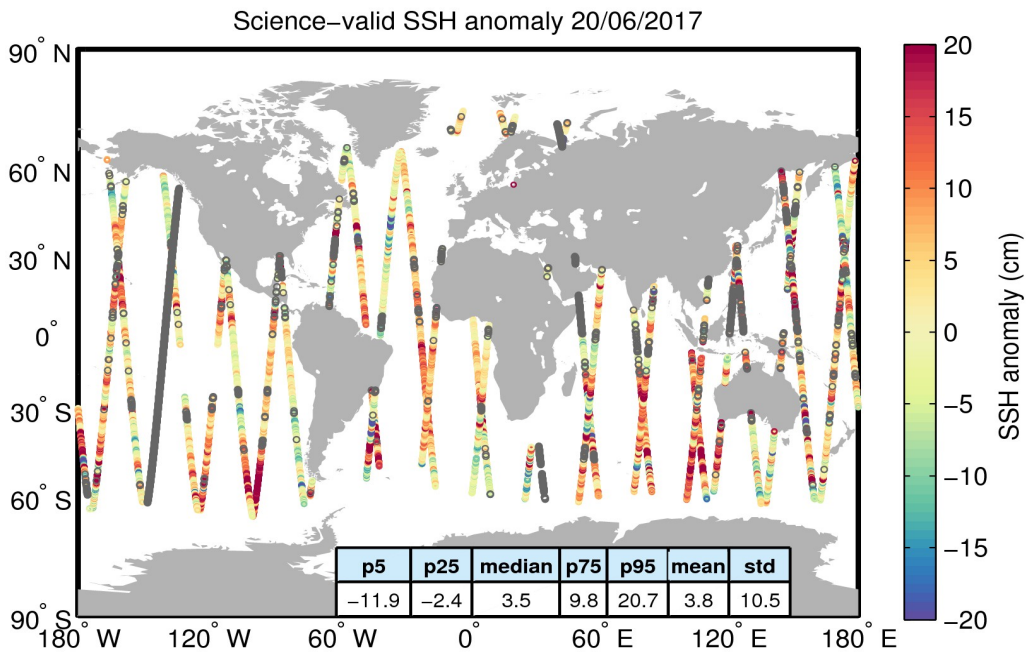 Science−valid SSH anomaly 20/06/2017
90° N
60° N
30° N
0°
30° S
60° S
90° S
180° W 120° W 60° W 0° 60° E 120° E 180° E
p5 p25 median p75 p95 mean std
−11.9 −2.4 3.5 9.8 20.7 3.8 10.5
20
15
10
5
0
−5
−10
−15
−20
SSH anomaly (cm)